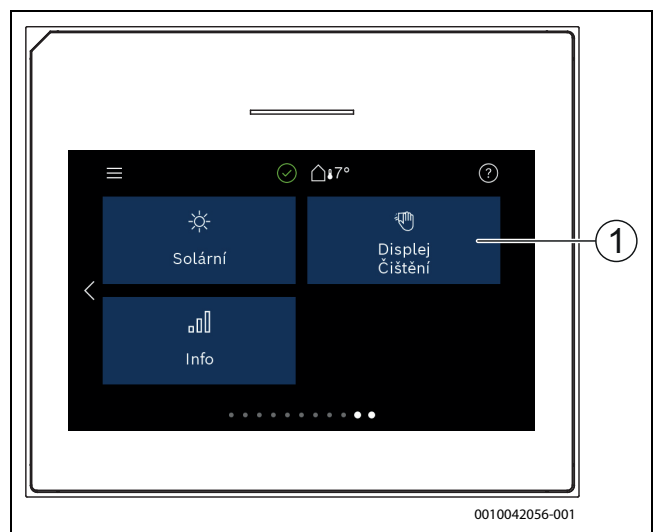 7°
?
Solární
Displej
Čištění
1
Info
0010042056-001